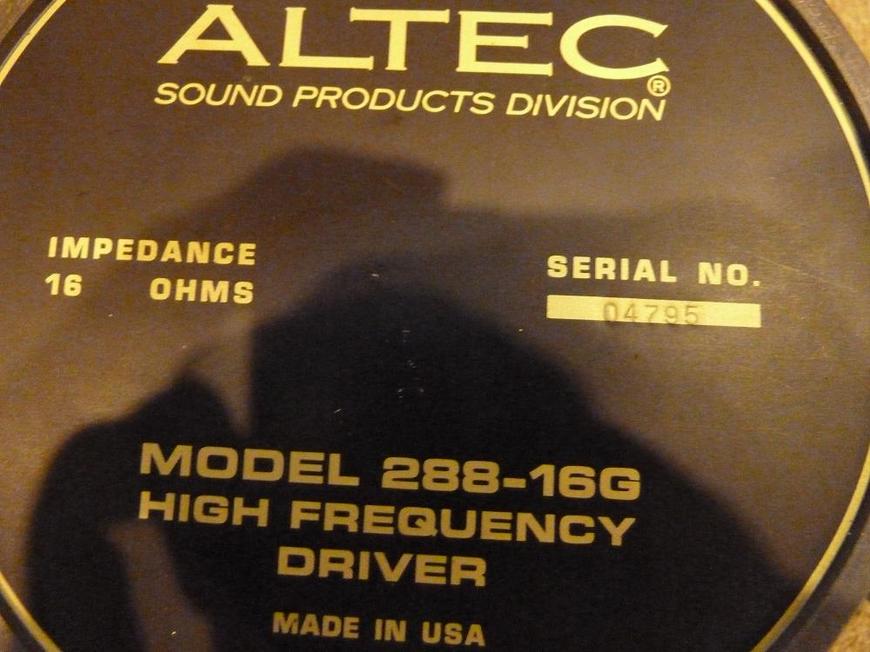 ALTEC®
SOUND PRODUCTS DIVISION
IMPEDANCE
16 OHMS
SERIAL NO.
04795
MODEL 288-16G
HIGH FREQUENCY
DRIVER
MADE IN USA